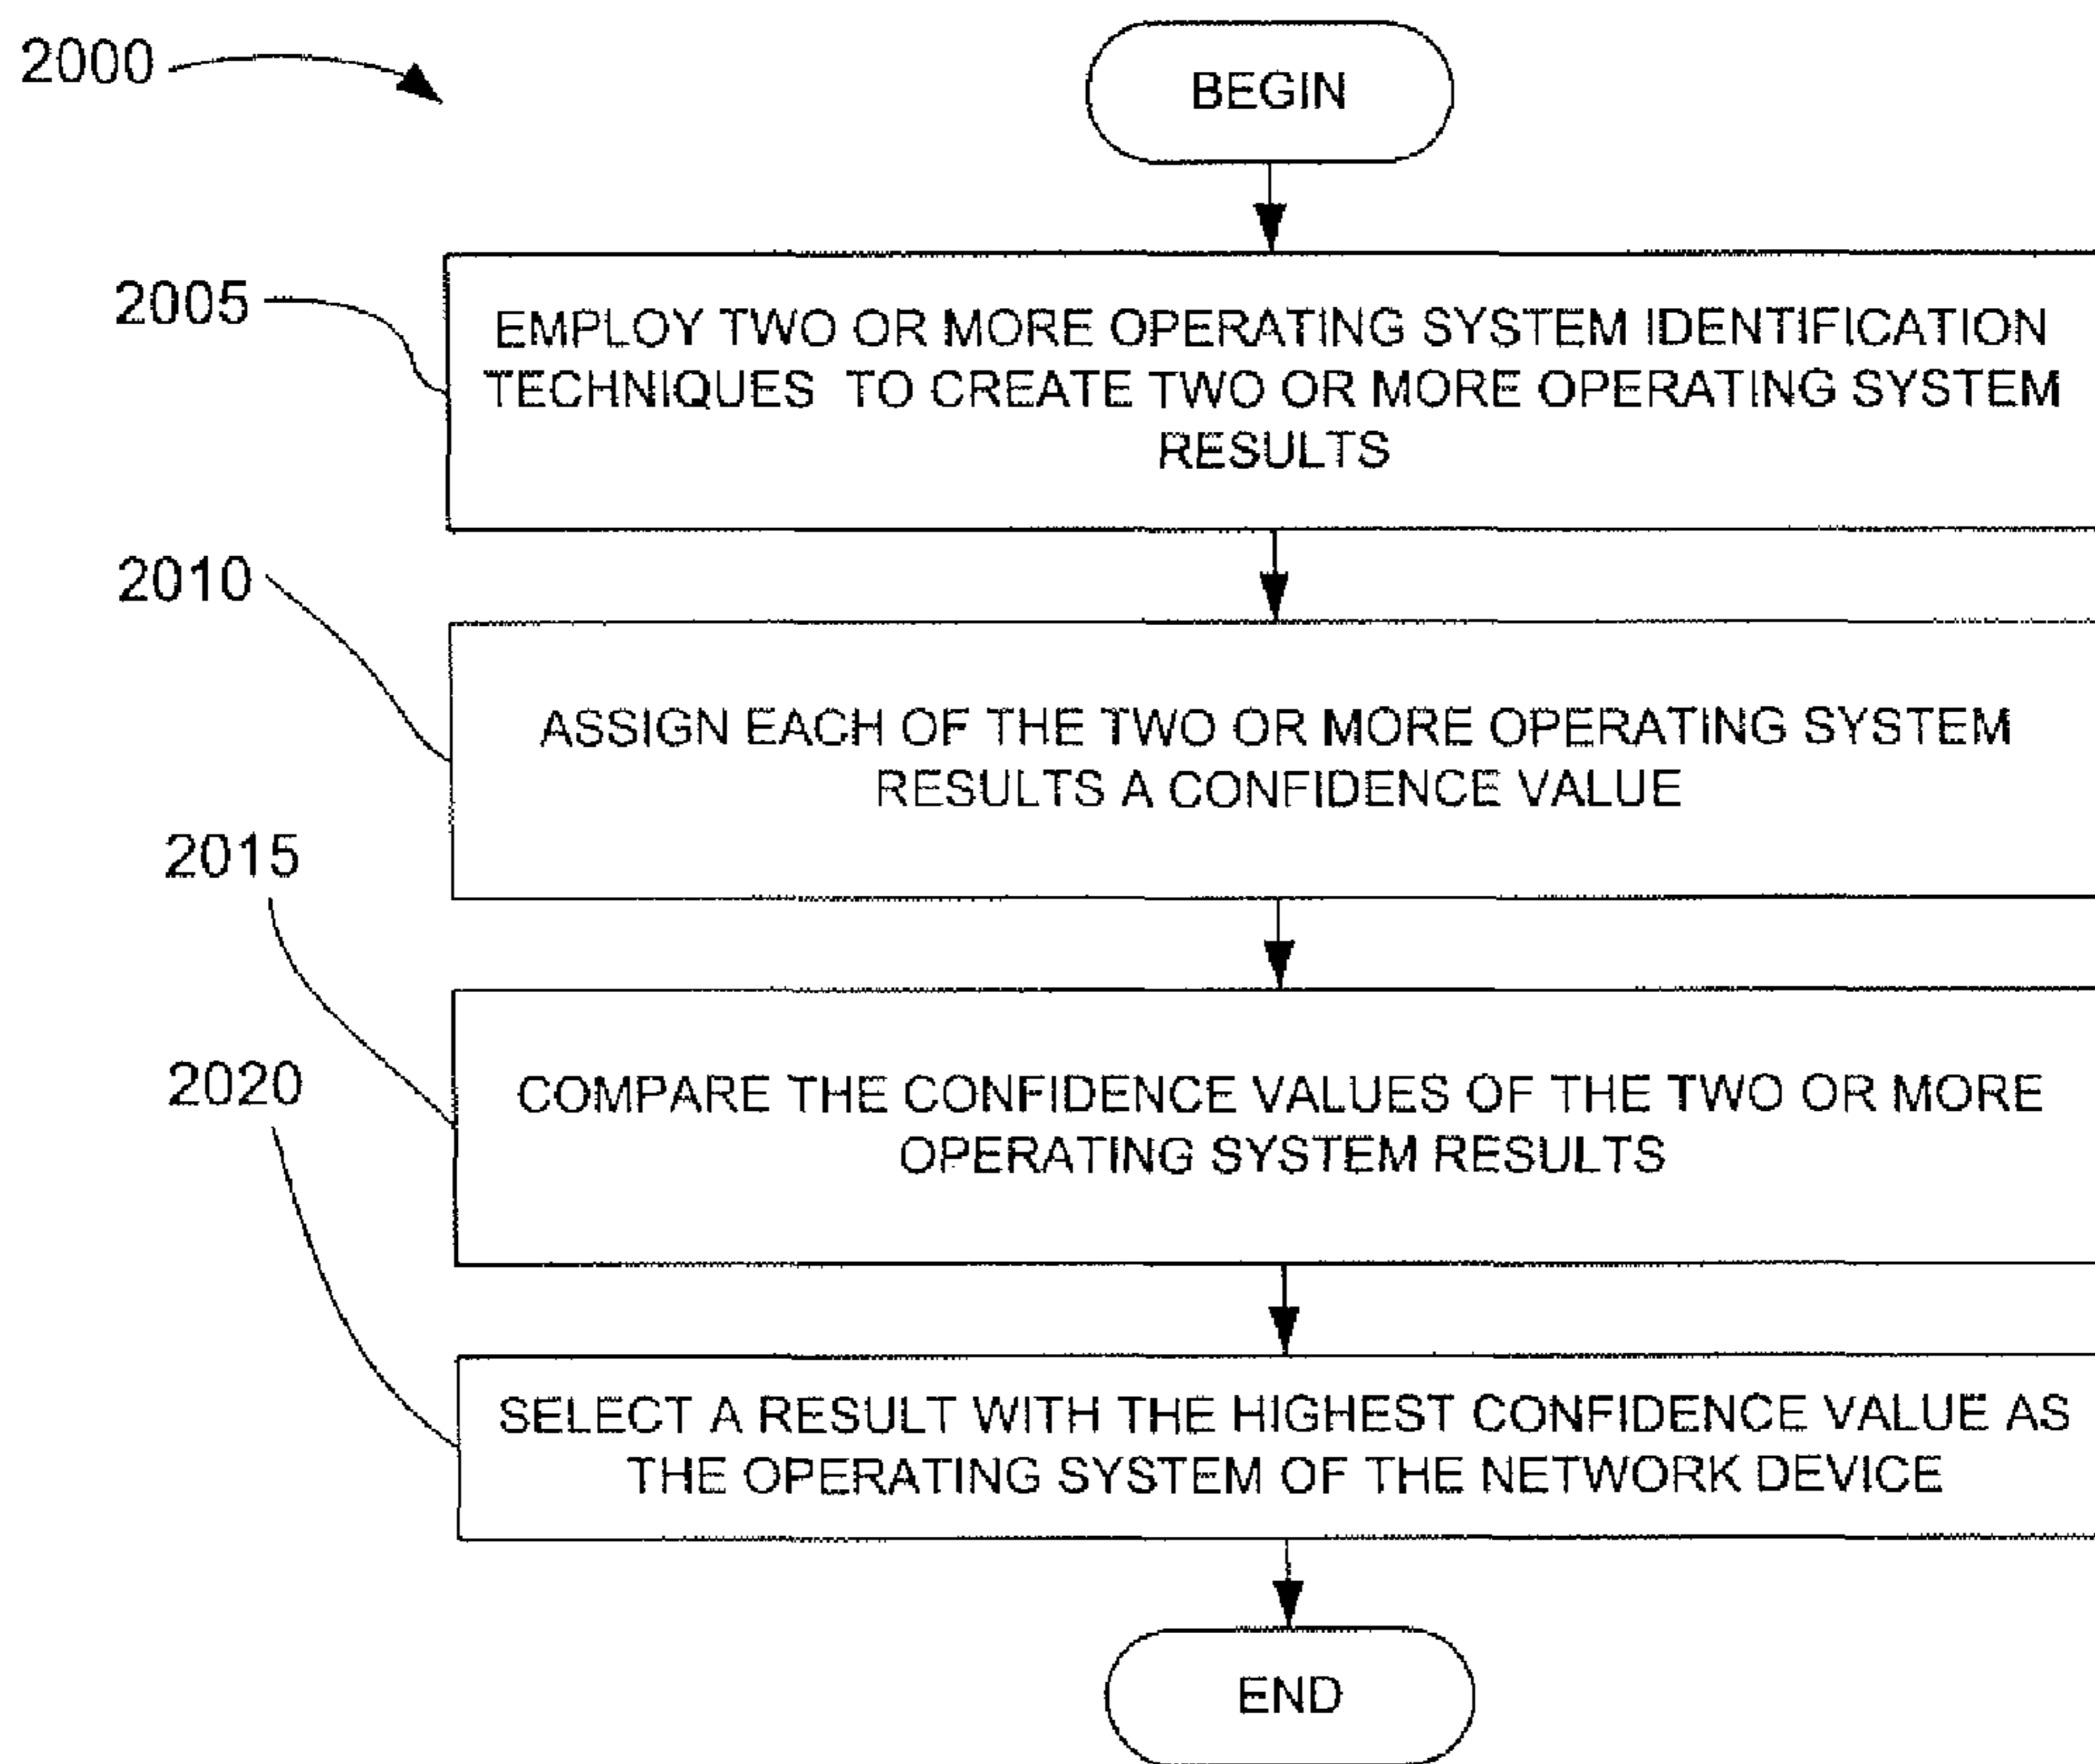 2000
BEGIN
2005
EMPLOY TWO OR MORE OPERATING SYSTEM IDENTIFICATION
TECHNIQUES TO CREATE TWO OR MORE OPERATING SYSTEM
RESULTS
2010
ASSIGN EACH OF THE TWO OR MORE OPERATING SYSTEM
RESULTS A CONFIDENCE VALUE
2015
COMPARE THE CONFIDENCE VALUES OF THE TWO OR MORE
OPERATING SYSTEM RESULTS
2020
SELECT A RESULT WITH THE HIGHEST CONFIDENCE VALUE AS
THE OPERATING SYSTEM OF THE NETWORK DEVICE
END